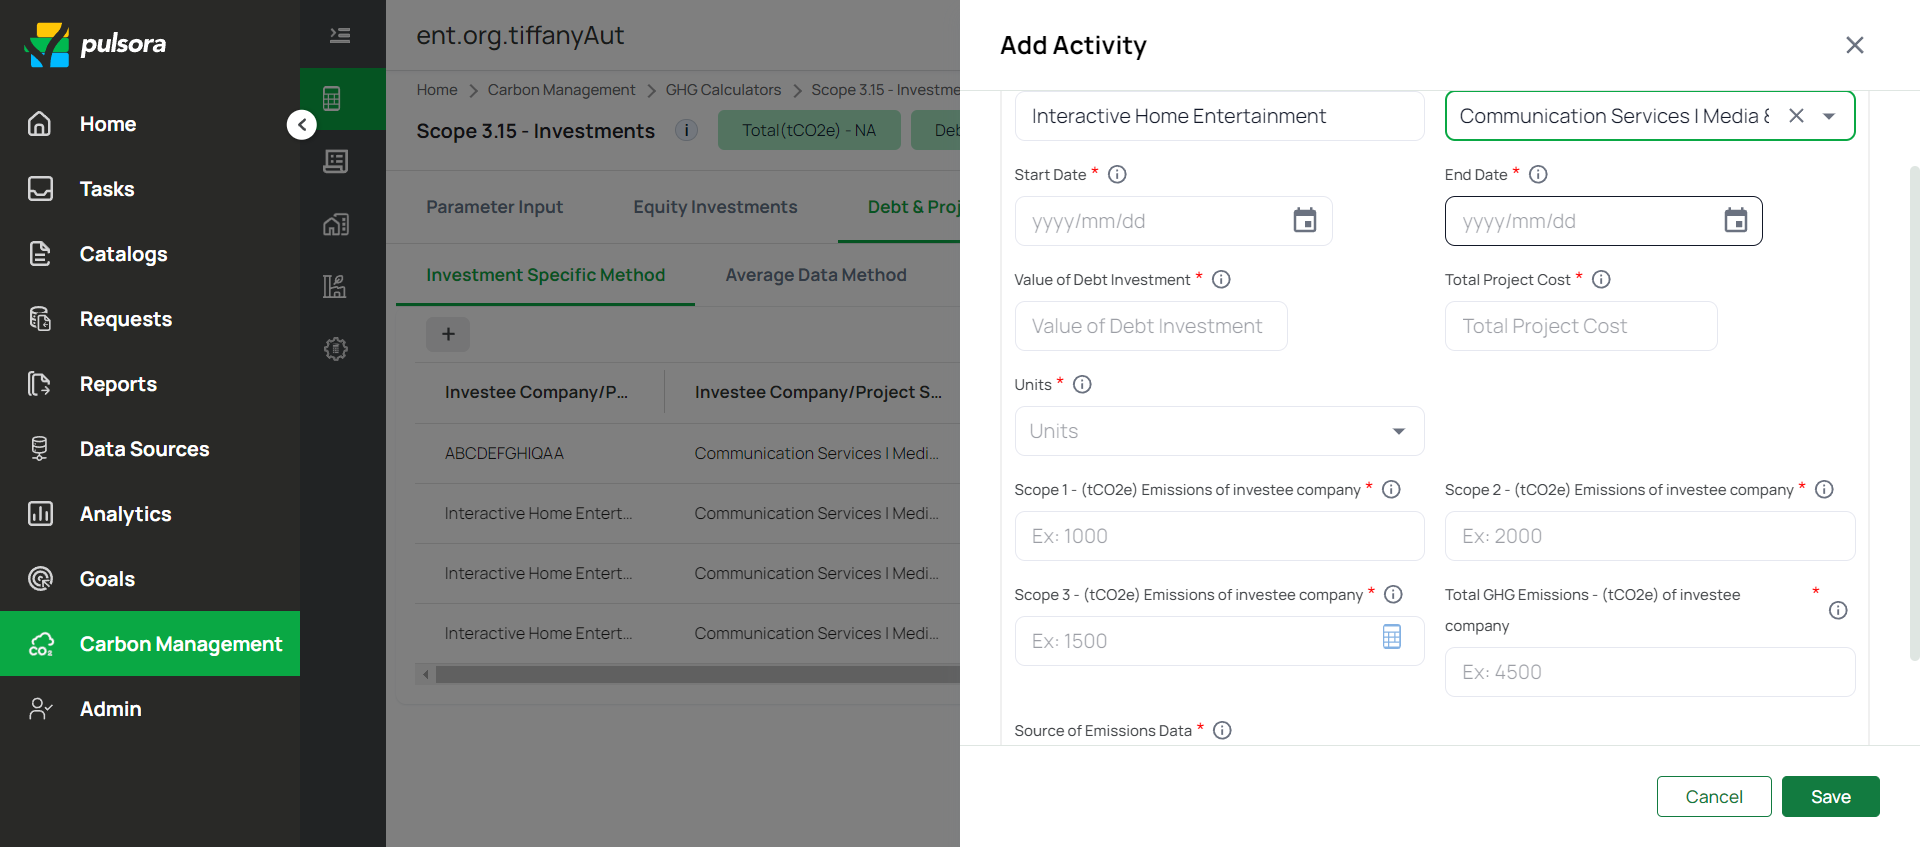 pulsora
Home
Tasks
Catalogs
Requests
Reports
Data Sources
Analytics
Goals
Carbon Management
Admin
ent.org.tiffanyAut
Home > Carbon Management > GHG Calculators > Scope 3.15 - Investme
Scope 3.15 - Investments
Total(tCO2e) - NA
Deb
Parameter Input
Equity Investments
Debt & Proj
Investment Specific Method
Average Data Method
+
Investee Company/P...
Investee Company/Project S...
ABCDEFGHIQAA
Communication Services | Medi...
Interactive Home Entert...
Communication Services | Medi...
Interactive Home Entert...
Communication Services | Medi...
Interactive Home Entert...
Communication Services | Medi...
Add Activity
Interactive Home Entertainment
Communication Services | Media &
Start Date *
End Date *
yyyy/mm/dd
yyyy/mm/dd
Value of Debt Investment *
Total Project Cost *
Value of Debt Investment
Total Project Cost
Units *
Units
Scope 1 - (tCO2e) Emissions of investee company *
Scope 2 - (tCO2e) Emissions of investee company *
Ex: 1000
Ex: 2000
Scope 3 - (tCO2e) Emissions of investee company *
Total GHG Emissions - (tCO2e) of investee *
company
Ex: 1500
Ex: 4500
Source of Emissions Data *
Cancel
Save